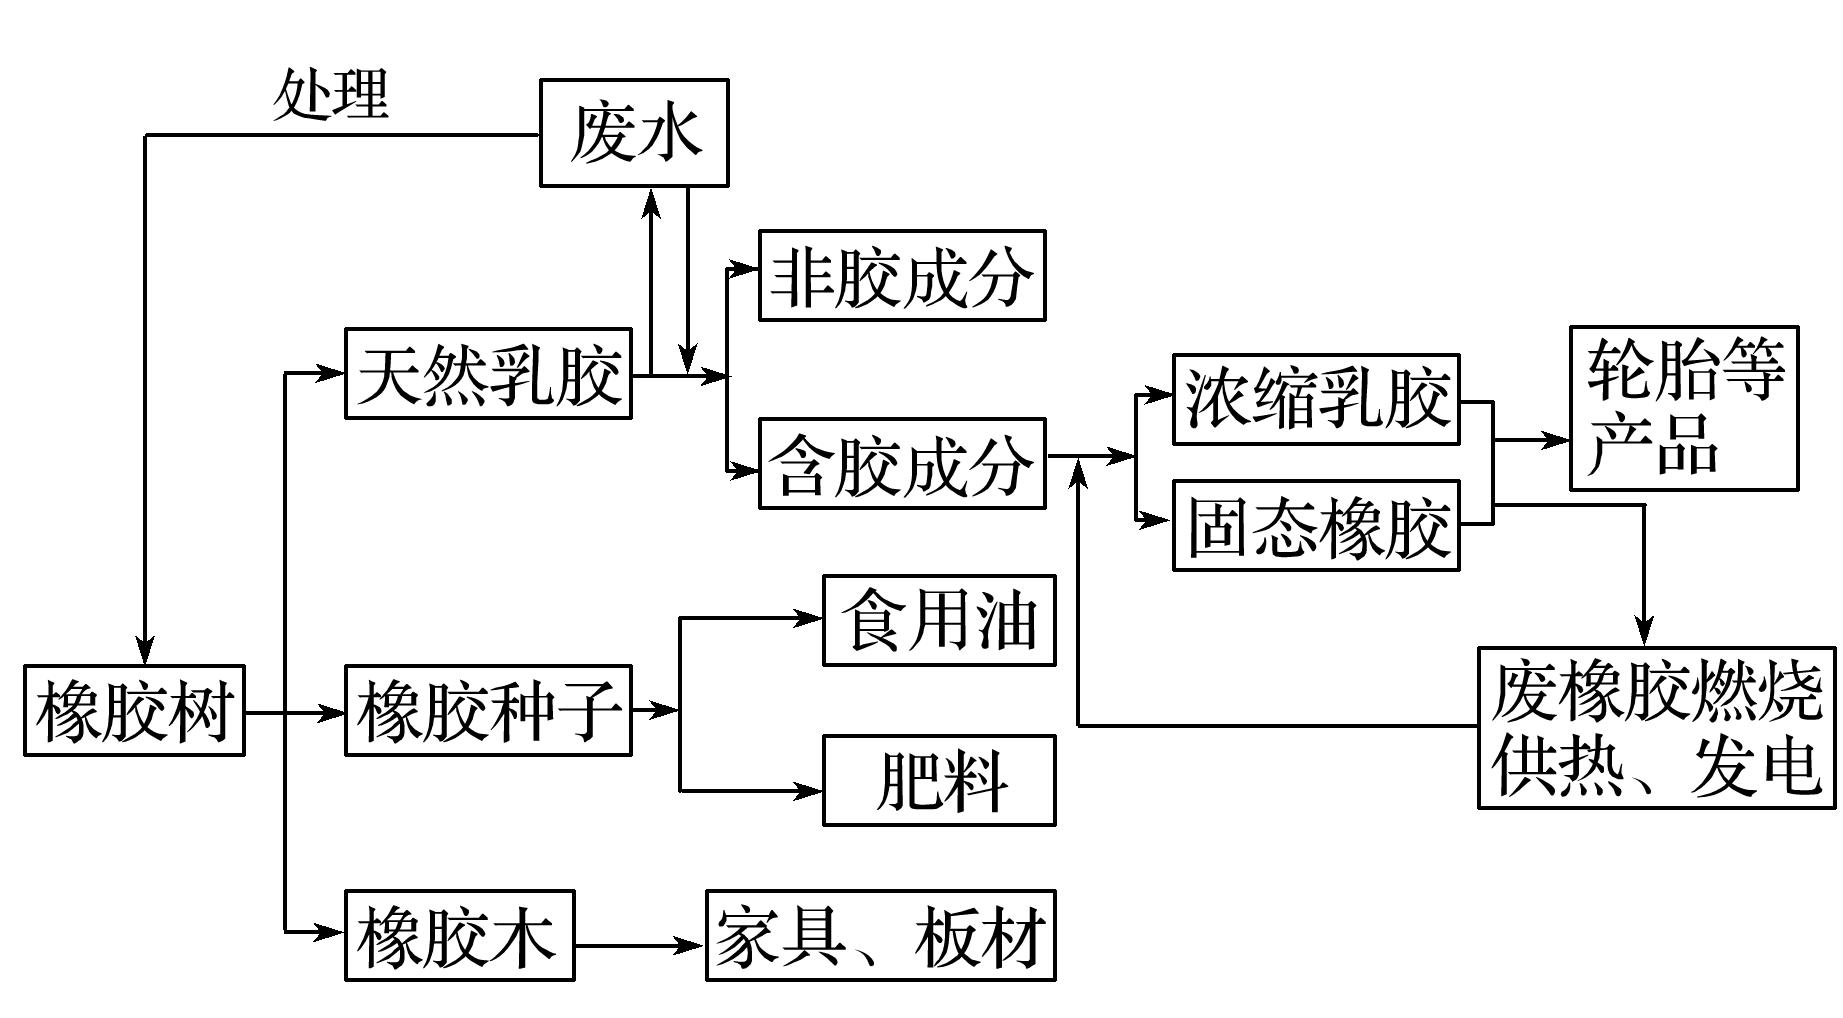 处理
废水
非胶成分
天然乳胶
含胶成分
浓缩乳胶
固态橡胶
轮胎等
产品
食用油
橡胶树
橡胶种子
肥料
废橡胶燃烧
供热、发电
橡胶木
家具、板材